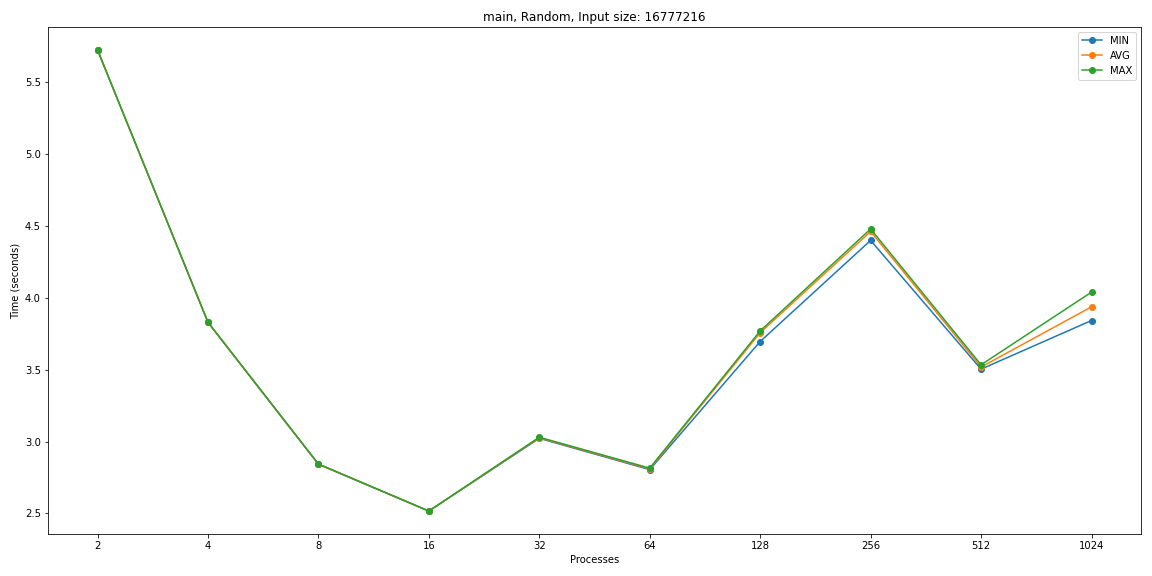 main, Random, Input size: 16777216
MIN
AVG
MAX
5.5
5.0
4.5
4.0
3.5
3.0
2.5
Time (seconds)
2 4 8 16 32 64 128 256 512 1024
Processes